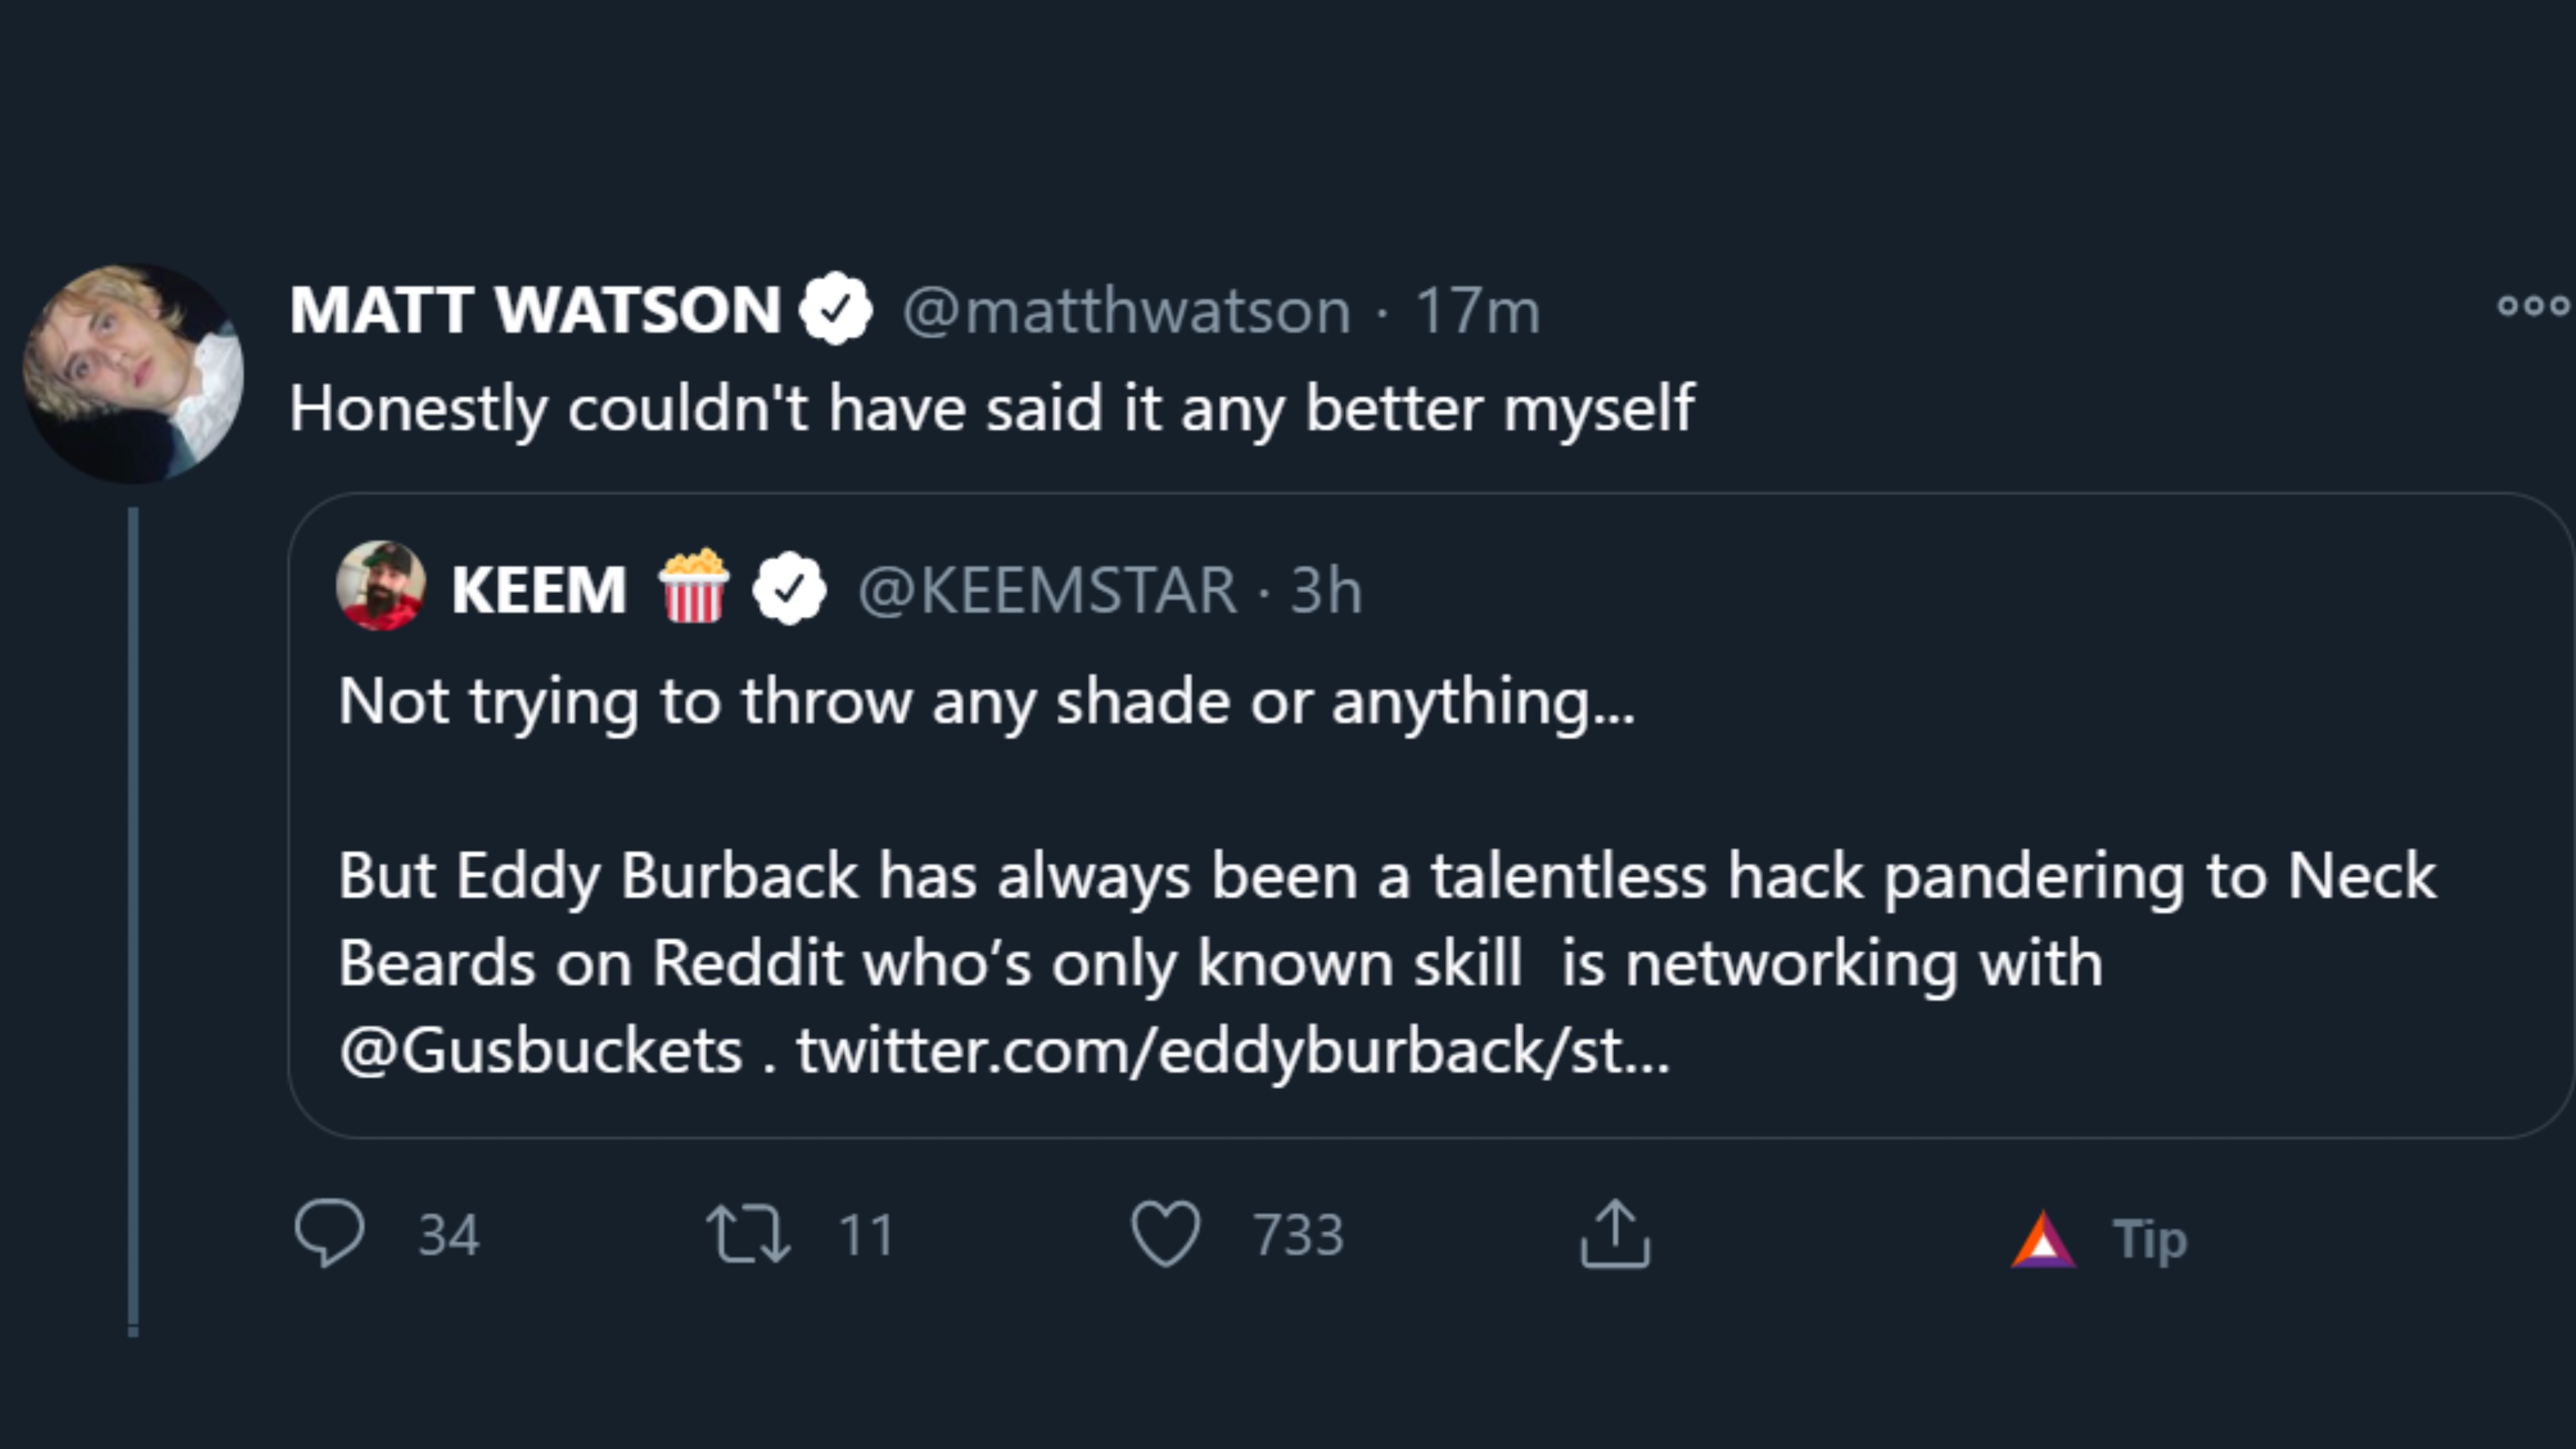 MATT WATSON @matthwatson · 17m
Honestly couldn't have said it any better myself
KEEM 🍿 @KEEMSTAR · 3h
Not trying to throw any shade or anything...
But Eddy Burback has always been a talentless hack pandering to Neck
Beards on Reddit who’s only known skill  is networking with
@Gusbuckets . twitter.com/eddyburback/st...
34 11 733 Tip